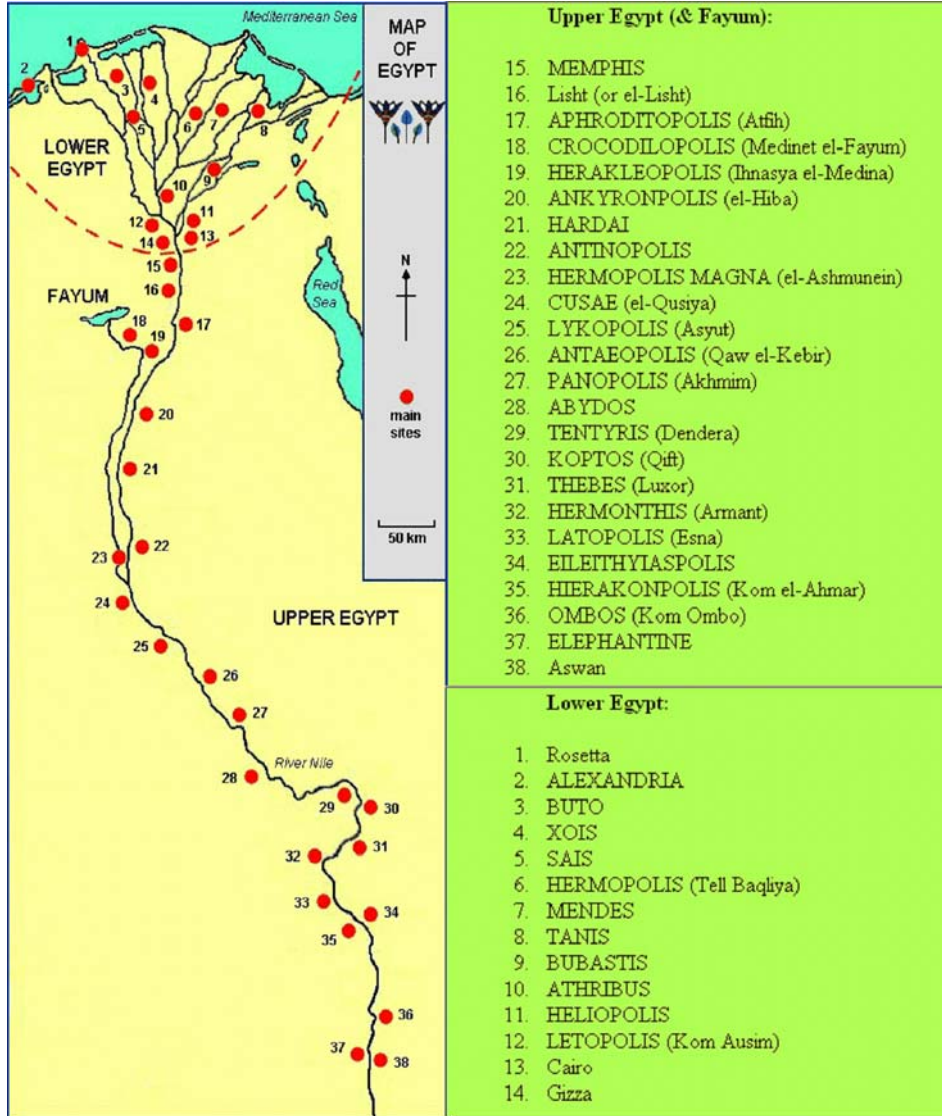 Mediterranean Sea
1
2
3
4
5
6
7
8
LOWER
EGYPT
9
10
11
12
13
14
15
16
FAYUM
17
18
19
20
21
22
23
24
UPPER EGYPT
25
26
27
River Nile
28
29
30
31
32
33
34
35
36
37
38
Red
Sea
MAP
OF
EGYPT
N
main
sites
50 km
Upper Egypt (& Fayum):
15. MEMPHIS
16. Lisht (or el-Lisht)
17. APHRODITOPOLIS (Atfih)
18. CROCODILOPOLIS (Medinet el-Fayum)
19. HERAKLEOPOLIS (Ihnasya el-Medina)
20. ANKYRONPOLIS (el-Hiba)
21. HARDAI
22. ANTINOPOLIS
23. HERMOPOLIS MAGNA (el-Ashmunein)
24. CUSAE (el-Qusiya)
25. LYKOPOLIS (Asyut)
26. ANTAEOPOLIS (Qaw el-Kebir)
27. PANOPOLIS (Akhmim)
28. ABYDOS
29. TENTYRIS (Dendera)
30. KOPTOS (Qift)
31. THEBES (Luxor)
32. HERMONTHIS (Armant)
33. LATOPOLIS (Esna)
34. EILEITHYIASPOLIS
35. HIERAKONPOLIS (Kom el-Ahmar)
36. OMBOS (Kom Ombo)
37. ELEPHANTINE
38. Aswan
Lower Egypt:
1. Rosetta
2. ALEXANDRIA
3. BUTO
4. XOIS
5. SAIS
6. HERMOPOLIS (Tell Baqliya)
7. MENDES
8. TANIS
9. BUBASTIS
10. ATHRIBUS
11. HELIOPOLIS
12. LETOPOLIS (Kom Ausim)
13. Cairo
14. Gizza